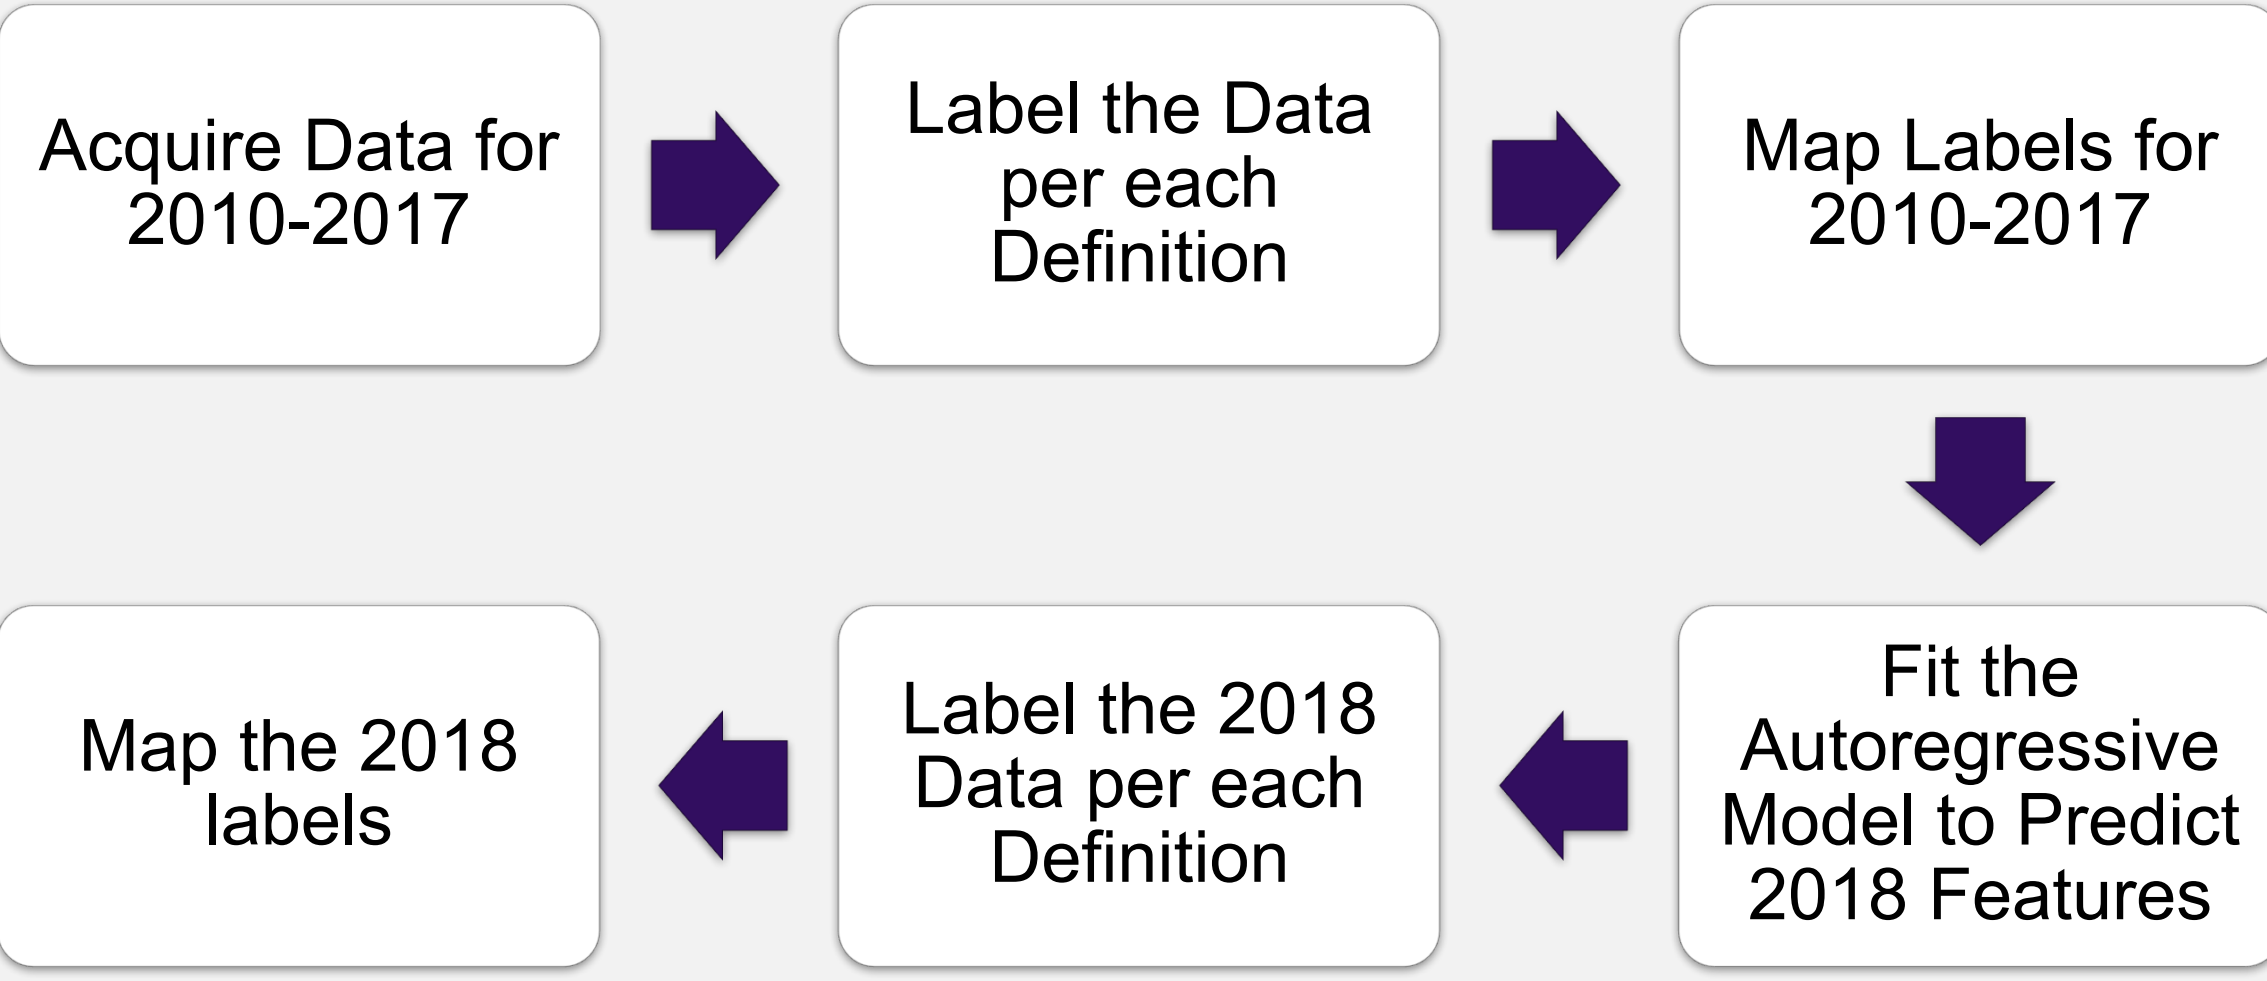 Acquire Data for
2010-2017
Label the Data
per each
Definition
Map Labels for
2010-2017
Fit the
Autoregressive
Model to Predict
2018 Features
Label the 2018
Data per each
Definition
Map the 2018
labels